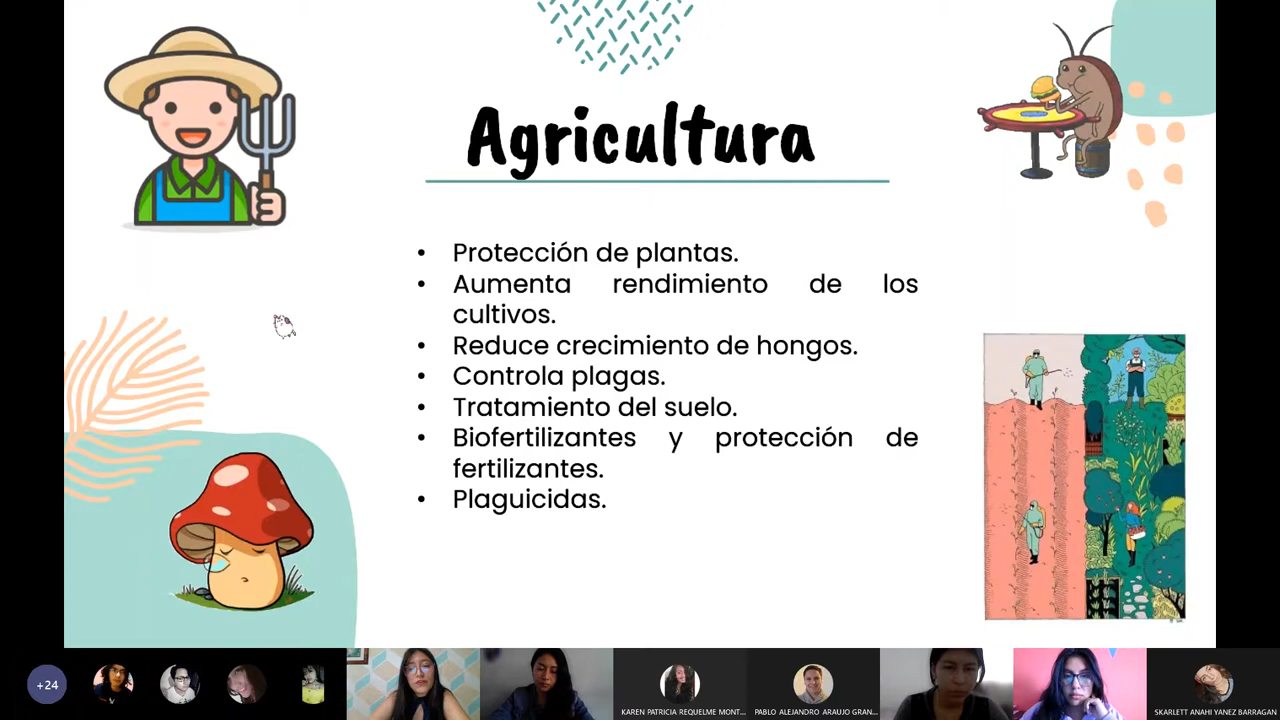 Agricultura
• Protección de plantas.
• Aumenta rendimiento de los
cultivos.
• Reduce crecimiento de hongos.
• Controla plagas.
• Tratamiento del suelo.
• Biofertilizantes y protección de
fertilizantes.
• Plaguicidas.
+24
KAREN PATRICIA REQUELME MONT...
PABLO ALEJANDRO ARAUJO GRAN...
SKARLETT ANAHI YANEZ BARRAGAN